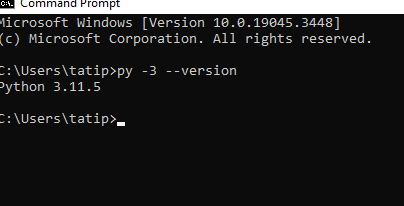 Command Prompt
Microsoft Windows [Version 10.0.19045.3448]
(c) Microsoft Corporation. All rights reserved.
C:\Users\tatip>py -3 --version
Python 3.11.5
C:\Users\tatip>